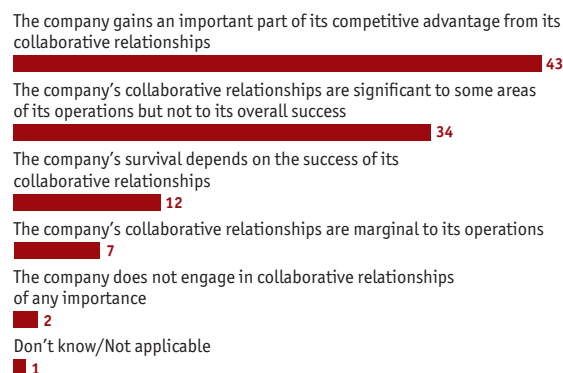 The company gains an important part of its competitive advantage from its
collaborative relationships
43
The company’s collaborative relationships are significant to some areas
of its operations but not to its overall success
34
The company’s survival depends on the success of its
collaborative relationships
12
The company’s collaborative relationships are marginal to its operations
7
The company does not engage in collaborative relationships
of any importance
2
Don’t know/Not applicable
1